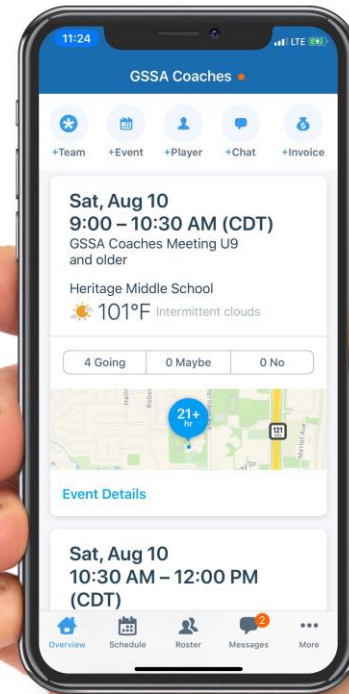 11:24
LTE
GSSA Coaches
+Team
+Event
+Player
+Chat
+Invoice
Sat, Aug 10
9:00 – 10:30 AM (CDT)
GSSA Coaches Meeting U9
and older
Heritage Middle School
101°F Intermittent clouds
4 Going
0 Maybe
0 No
21+
hr
121
Merlot Ave
Dr
Event Details
Sat, Aug 10
10:30 AM – 12:00 PM
(CDT)
2
Overview
Schedule
Roster
Messages
More